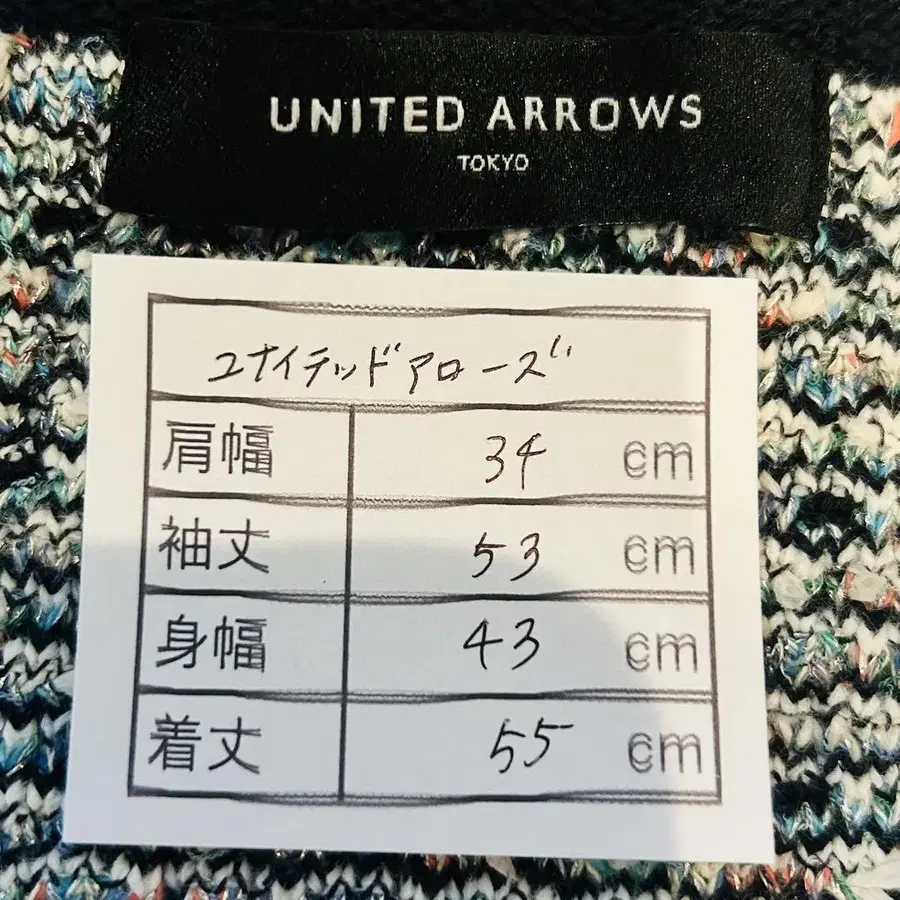 UNITED ARROWS
TOKYO
ユナイテッドアローズ
肩幅 34 cm
袖丈 53 cm
身幅 43 cm
着丈 55 cm